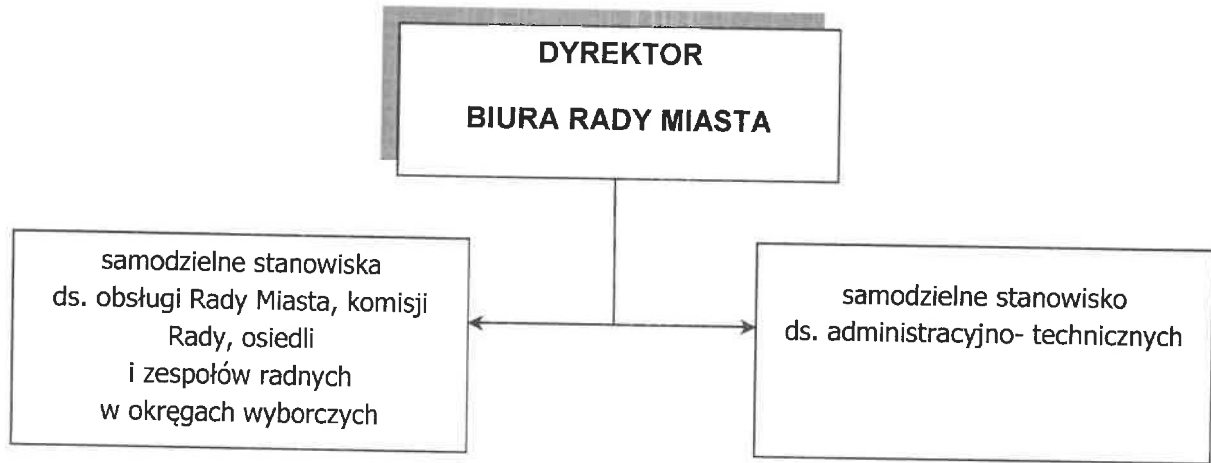 DYREKTOR
BIURA RADY MIASTA
samodzielne stanowiska
ds. obsługi Rady Miasta, komisji
Rady, osiedli
i zespołów radnych
w okręgach wyborczych
samodzielne stanowisko
ds. administracyjno- technicznych